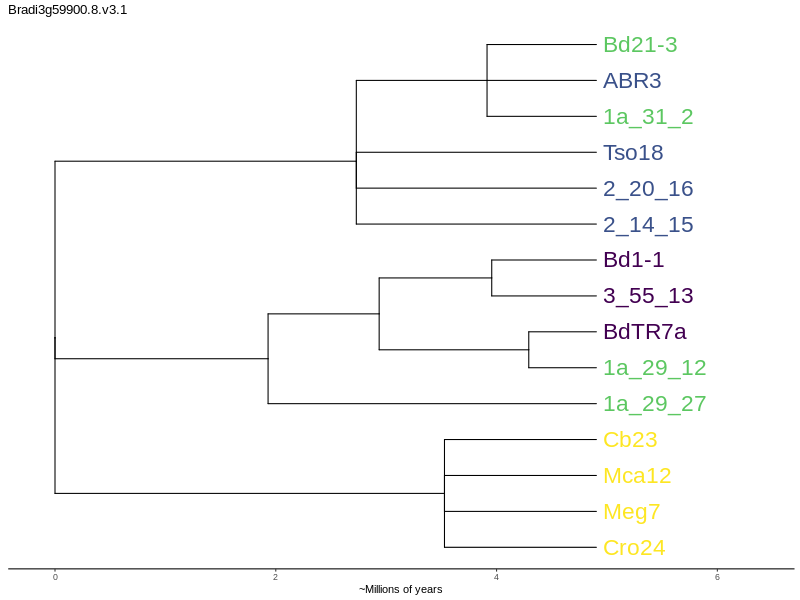 Bradi3g59900.8.v3.1
Bd21-3
ABR3
1a_31_2
Tso18
2_20_16
2_14_15
Bd1-1
3_55_13
BdTR7a
1a_29_12
1a_29_27
Cb23
Mca12
Meg7
Cro24
0 2 4 6
~Millions of years